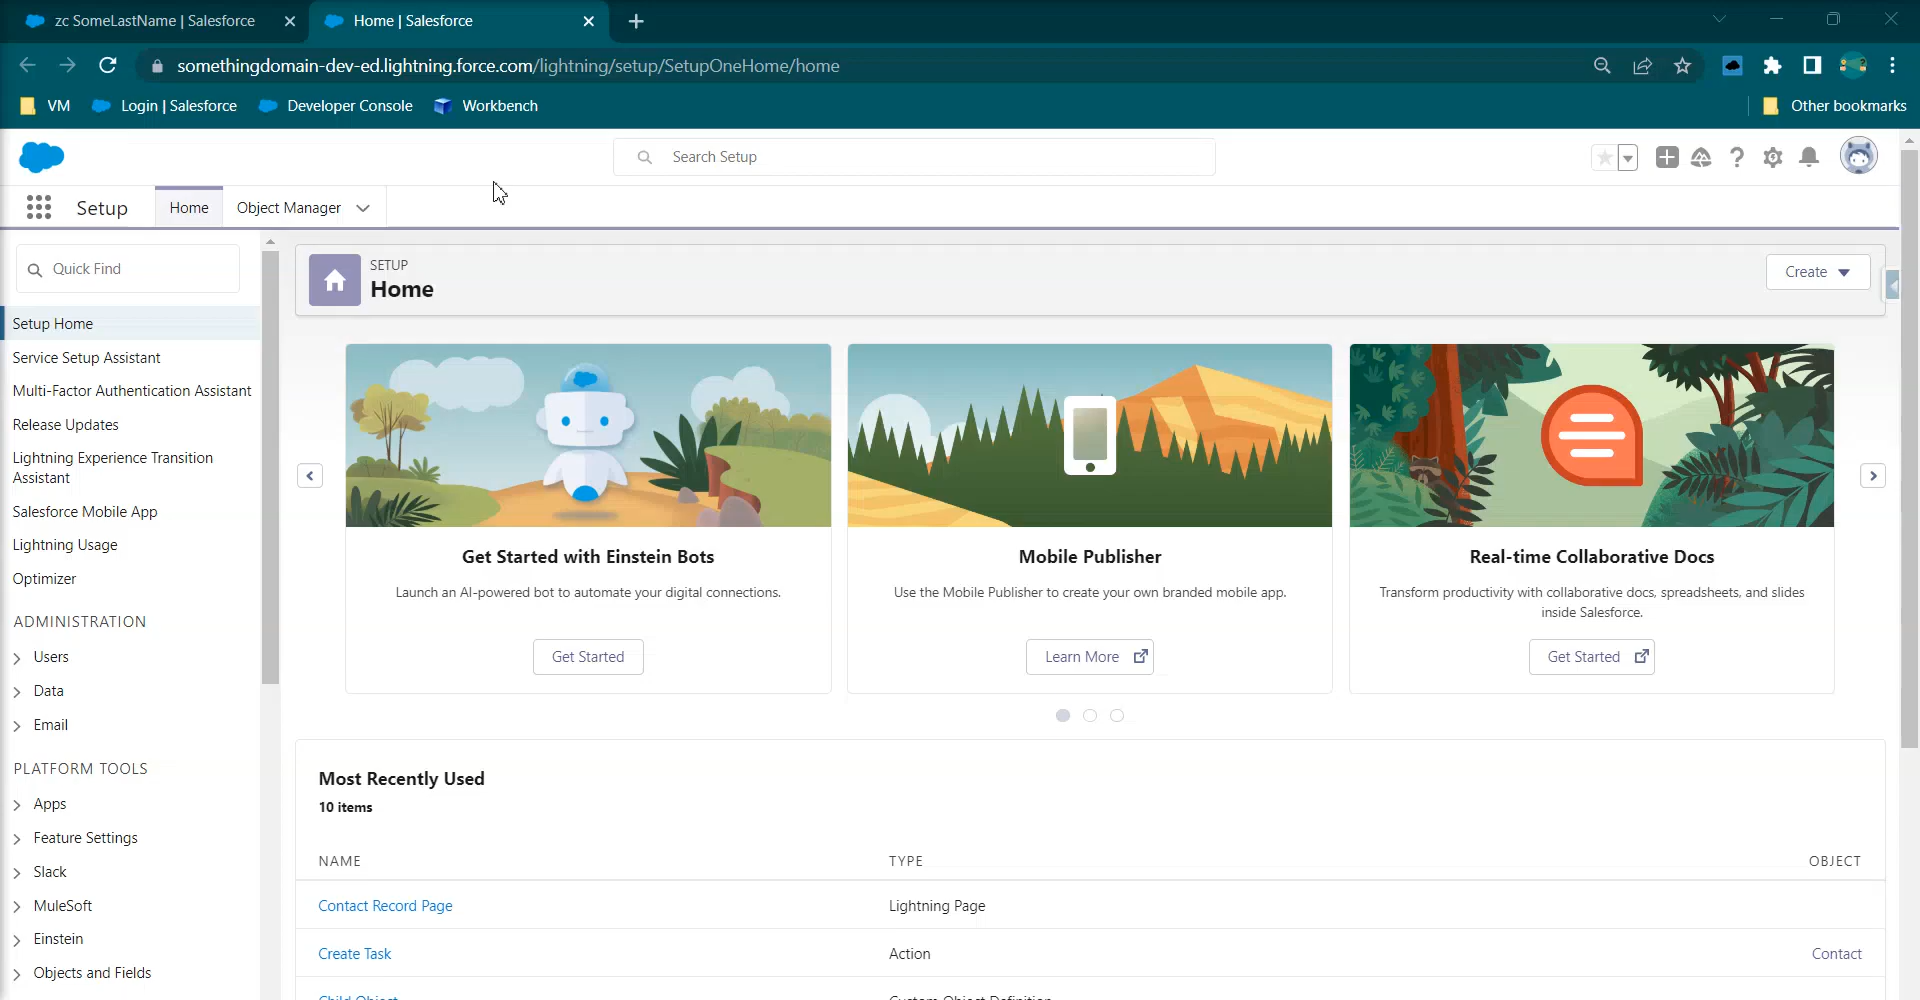 zc SomeLastName | Salesforce
Home | Salesforce
somethingdomain-dev-ed.lightning.force.com/lightning/setup/SetupOneHome/home
VM
Login | Salesforce
Developer Console
Workbench
Other bookmarks
Search Setup
Setup
Home
Object Manager
Quick Find
Setup Home
Service Setup Assistant
Multi-Factor Authentication Assistant
Release Updates
Lightning Experience Transition
Assistant
Salesforce Mobile App
Lightning Usage
Optimizer
ADMINISTRATION
Users
Data
Email
PLATFORM TOOLS
Apps
Feature Settings
Slack
MuleSoft
Einstein
Objects and Fields
SETUP
Home
Create
Get Started with Einstein Bots
Launch an AI-powered bot to automate your digital connections.
Get Started
Mobile Publisher
Use the Mobile Publisher to create your own branded mobile app.
Learn More
Real-time Collaborative Docs
Transform productivity with collaborative docs, spreadsheets, and slides
inside Salesforce.
Get Started
Most Recently Used
10 items
NAME TYPE OBJECT
Contact Record Page Lightning Page
Create Task Action Contact
Child Object Custom Object Definition